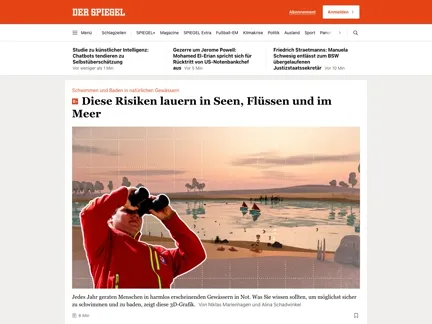 DER SPIEGEL
Abonnement
Anmelden
Menü
Schlagzeilen
SPIEGEL+
Magazine
SPIEGEL Extra
Fußball-EM
Klimakrise
Politik
Ausland
Sport
Studie zu künstlicher Intelligenz:
Chatbots tendieren zu
Selbstüberschätzung
Vor weniger als 1 Min
Gezerre um Jerome Powell:
Mohamed El-Erian spricht sich für
Rücktritt von US-Notenbankchef
aus Vor 5 Min
Friedrich Straetmanns: Manuela
Schwesig entlässt zum BSW
übergelaufenen
Justizstaatssekretär Vor 10 Min
Schwimmen und Baden in natürlichen Gewässern
Diese Risiken lauern in Seen, Flüssen und im
Meer
Jedes Jahr geraten Menschen in harmlos erscheinenden Gewässern in Not. Was Sie wissen sollten, um möglichst sicher
zu schwimmen und zu baden, zeigt diese 3D-Grafik. Von Niklas Marienhagen und Alina Schadwinkel
8 Min